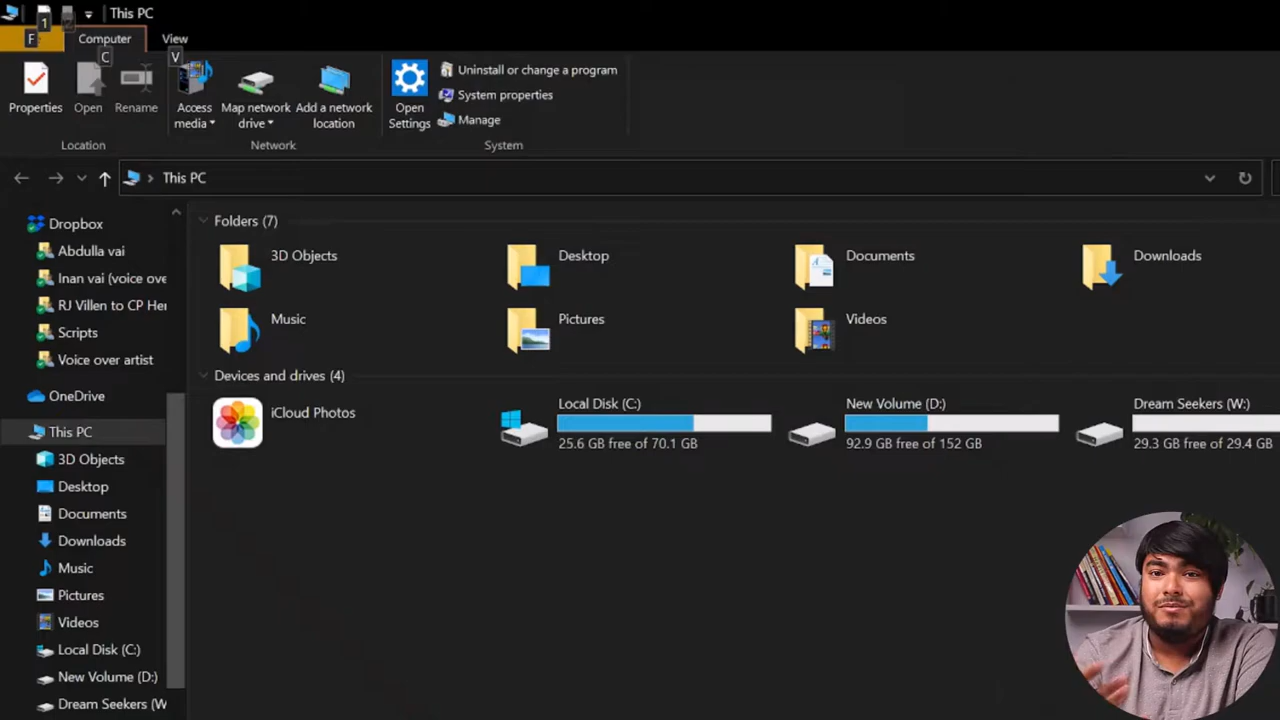 This PC
1
F
Computer
View
C
V
Properties
Open
Rename
Access
media
Map network
drive
Add a network
location
Open
Settings
Uninstall or change a program
System properties
Manage
Location
Network
System
This PC
Dropbox
Abdulla vai
Inan vai (voice ove
RJ Villen to CP Her
Scripts
Voice over artist
OneDrive
This PC
3D Objects
Desktop
Documents
Downloads
Music
Pictures
Videos
Local Disk (C:)
New Volume (D:)
Dream Seekers (W
Folders (7)
3D Objects
Desktop
Documents
Downloads
Music
Pictures
Videos
Devices and drives (4)
iCloud Photos
Local Disk (C:)
25.6 GB free of 70.1 GB
New Volume (D:)
92.9 GB free of 152 GB
Dream Seekers (W:)
29.3 GB free of 29.4 GB